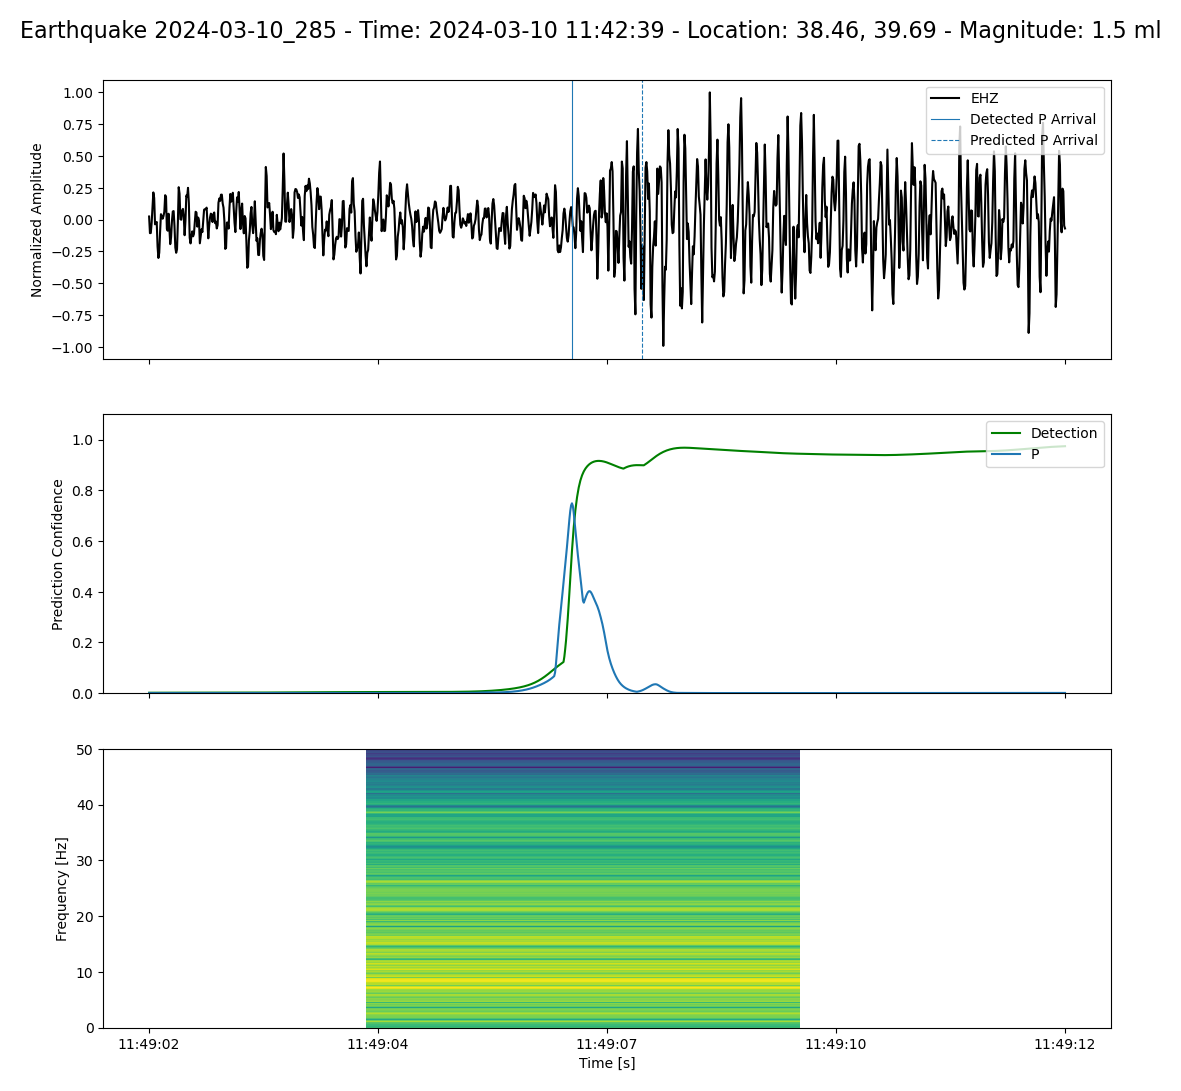 Earthquake 2024-03-10_285 - Time: 2024-03-10 11:42:39 - Location: 38.46, 39.69 - Magnitude: 1.5 ml
Normalized Amplitude
1.00
0.75
0.50
0.25
0.00
−0.25
−0.50
−0.75
−1.00
EHZ
Detected P Arrival
Predicted P Arrival
Prediction Confidence
1.0
0.8
0.6
0.4
0.2
0.0
Detection
P
Frequency [Hz]
50
40
30
20
10
0
11:49:02 11:49:04 11:49:07 11:49:10 11:49:12
Time [s]